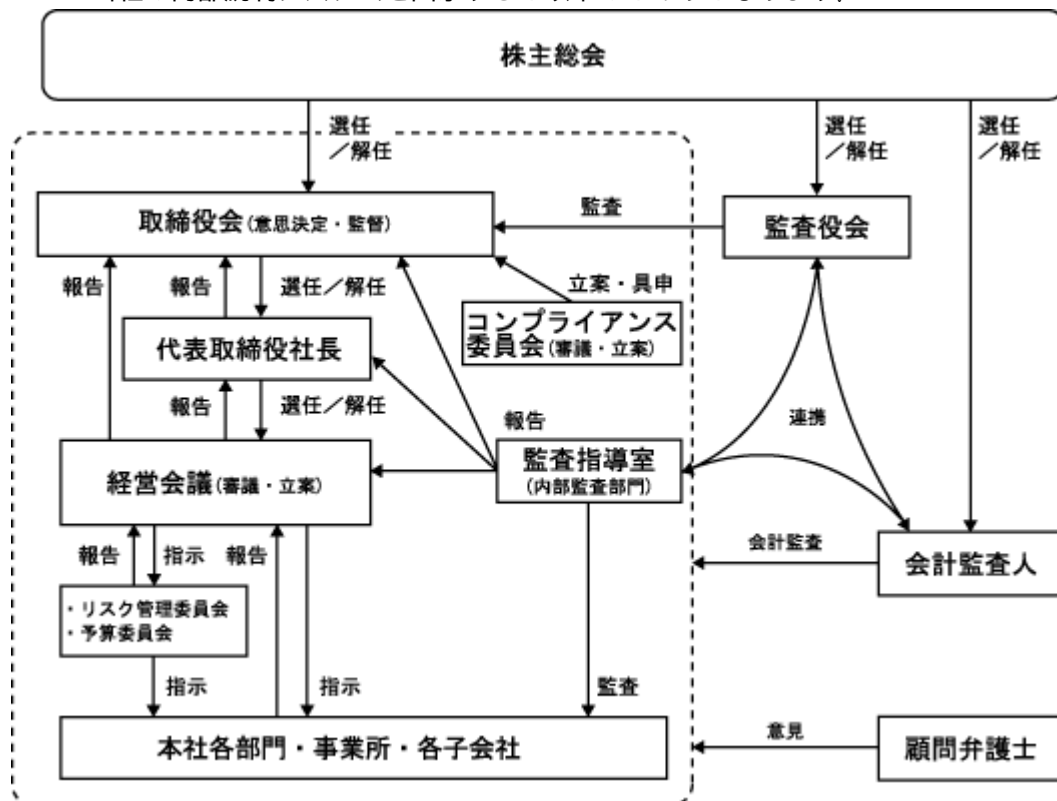 株主総会
選任
／解任
選任
／解任
選任
／解任
取締役会(意思決定・監督)
監査
監査役会
報告
報告
選任／解任
立案・具申
コンプライアンス
委員会(審議・立案)
代表取締役社長
報告
選任／解任
報告
連携
経営会議(審議・立案)
監査指導室
(内部監査部門)
報告
指示
報告
会計監査
会計監査人
・リスク管理委員会
・予算委員会
指示
指示
監査
本社各部門・事業所・各子会社
意見
顧問弁護士